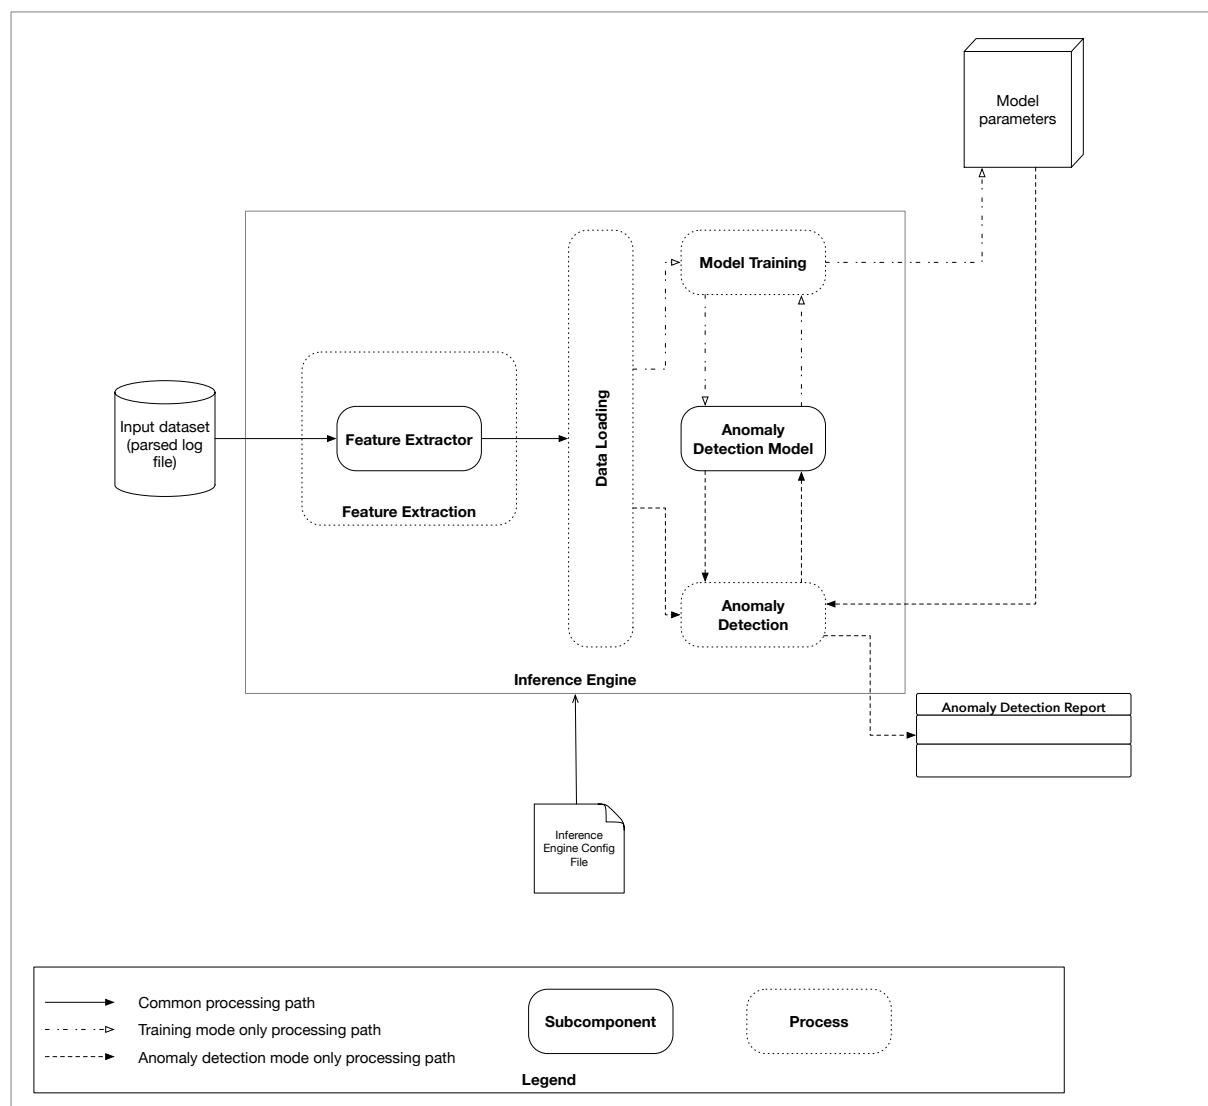 Model
parameters
Model Training
Input dataset
(parsed log
file)
Feature Extractor
Feature Extraction
Data Loading
Anomaly
Detection Model
Anomaly
Detection
Inference Engine
Anomaly Detection Report
Inference
Engine Config
File
Common processing path
Training mode only processing path
Anomaly detection mode only processing path
Subcomponent
Process
Legend